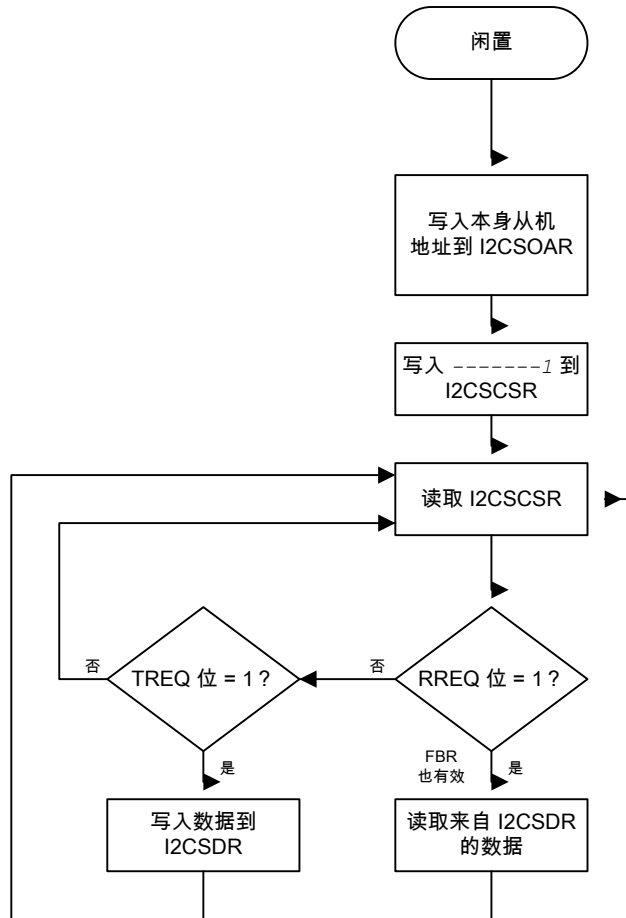 闲置
写入本身从机
地址到 I2CSOAR
写入 -------1 到
I2CSCSR
读取 I2CSCSR
否
TREQ 位 = 1 ?
否
RREQ 位 = 1 ?
是
FBR
也有效
是
写入数据到
I2CSDR
读取来自 I2CSDR
的数据